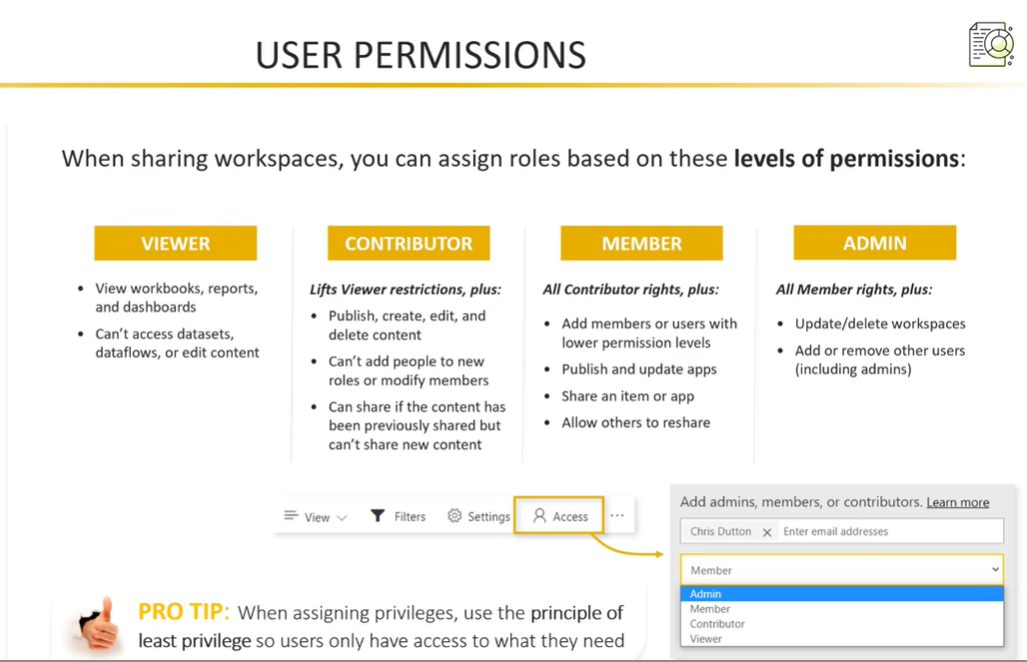 USER PERMISSIONS
When sharing workspaces, you can assign roles based on these levels of permissions:
VIEWER
• View workbooks, reports,
and dashboards
• Can't access datasets,
dataflows, or edit content
CONTRIBUTOR
Lifts Viewer restrictions, plus:
• Publish, create, edit, and
delete content
• Can't add people to new
roles or modify members
• Can share if the content has
been previously shared but
can't share new content
MEMBER
All Contributor rights, plus:
• Add members or users with
lower permission levels
• Publish and update apps
• Share an item or app
• Allow others to reshare
ADMIN
All Member rights, plus:
• Update/delete workspaces
• Add or remove other users
(including admins)
View Filters Settings Access ...
Add admins, members, or contributors. Learn more
Chris Dutton Enter email addresses
Member
Admin
Member
Contributor
Viewer
PRO TIP: When assigning privileges, use the principle of
least privilege so users only have access to what they need